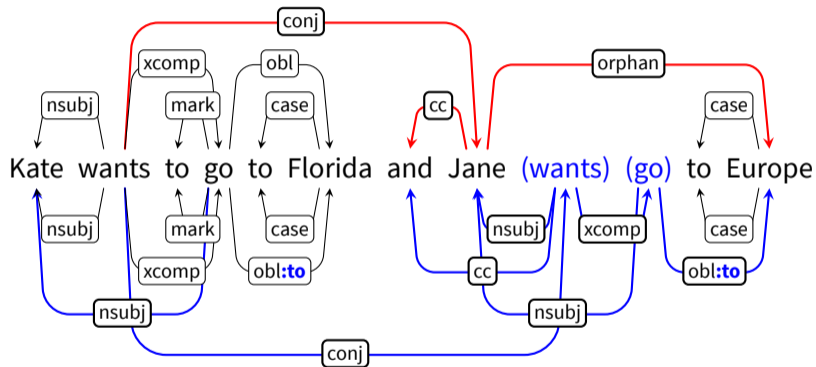 conj
xcomp obl orphan
nsubj mark case cc case
Kate wants to go to Florida and Jane (wants) (go) to Europe
nsubj mark case nsubj xcomp case
xcomp obl:to cc obl:to
nsubj nsubj
conj